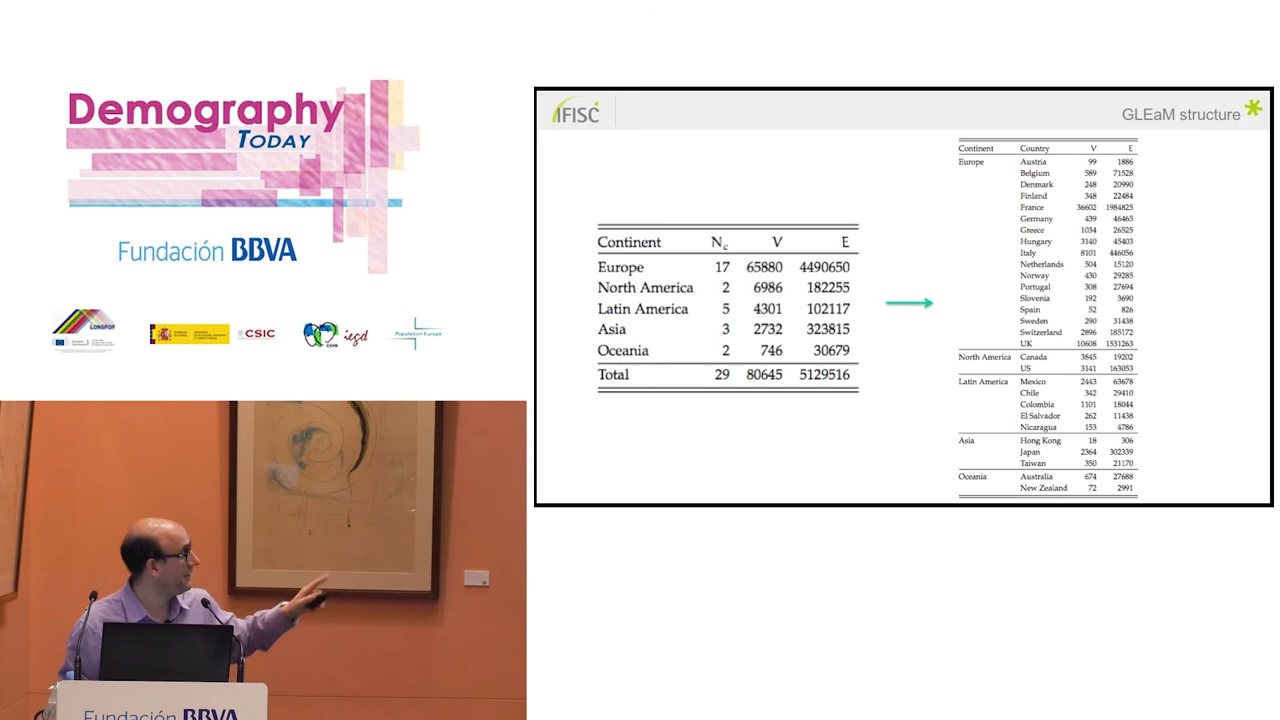 Demography
TODAY
Fundación BBVA
LONGPOP
CSIC
CCHS
iegd
Population Europe
IFISC
GLEaM structure
Continent Nc V E
Europe 17 65880 4490650
North America 2 6986 182255
Latin America 5 4301 102117
Asia 3 2732 323815
Oceania 2 746 30679
Total 29 80645 5129516
Continent Country V E
Europe Austria 99 1886
Belgium 589 71528
Denmark 248 20990
Finland 348 22484
France 36602 1984825
Germany 439 46465
Greece 1034 26525
Hungary 3140 45403
Italy 8101 446056
Netherlands 504 15120
Norway 430 29285
Portugal 308 27694
Slovenia 192 3690
Spain 52 826
Sweden 290 31438
Switzerland 2896 185172
UK 10608 1531263
North America Canada 3845 19202
US 3141 163053
Latin America Mexico 2443 63678
Chile 342 29410
Colombia 1101 18044
El Salvador 262 11438
Nicaragua 153 4786
Asia Hong Kong 18 306
Japan 2364 302339
Taiwan 350 21170
Oceania Australia 674 27688
New Zealand 72 2991
Fundación BBVA